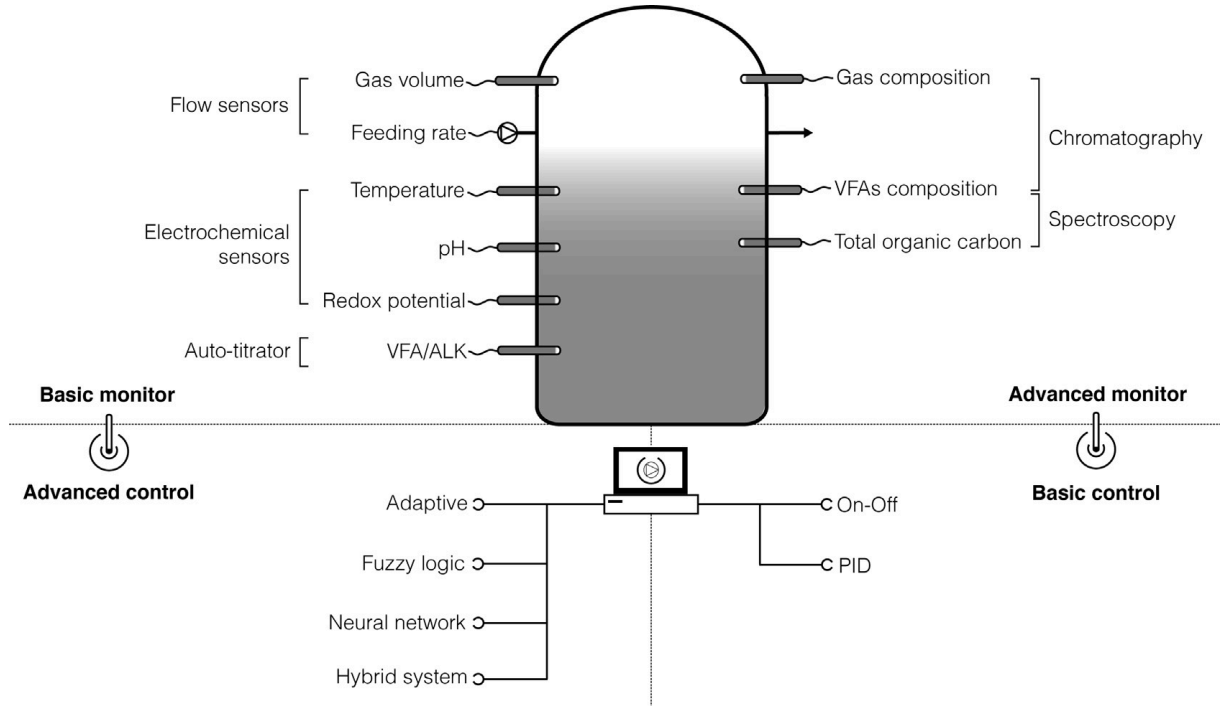 Gas volume
Flow sensors
Feeding rate
Temperature
Electrochemical
sensors
pH
Redox potential
Auto-titrator
VFA/ALK
Gas composition
Chromatography
VFAs composition
Spectroscopy
Total organic carbon
Basic monitor
Advanced control
Advanced monitor
Basic control
Adaptive
Fuzzy logic
Neural network
Hybrid system
On-Off
PID